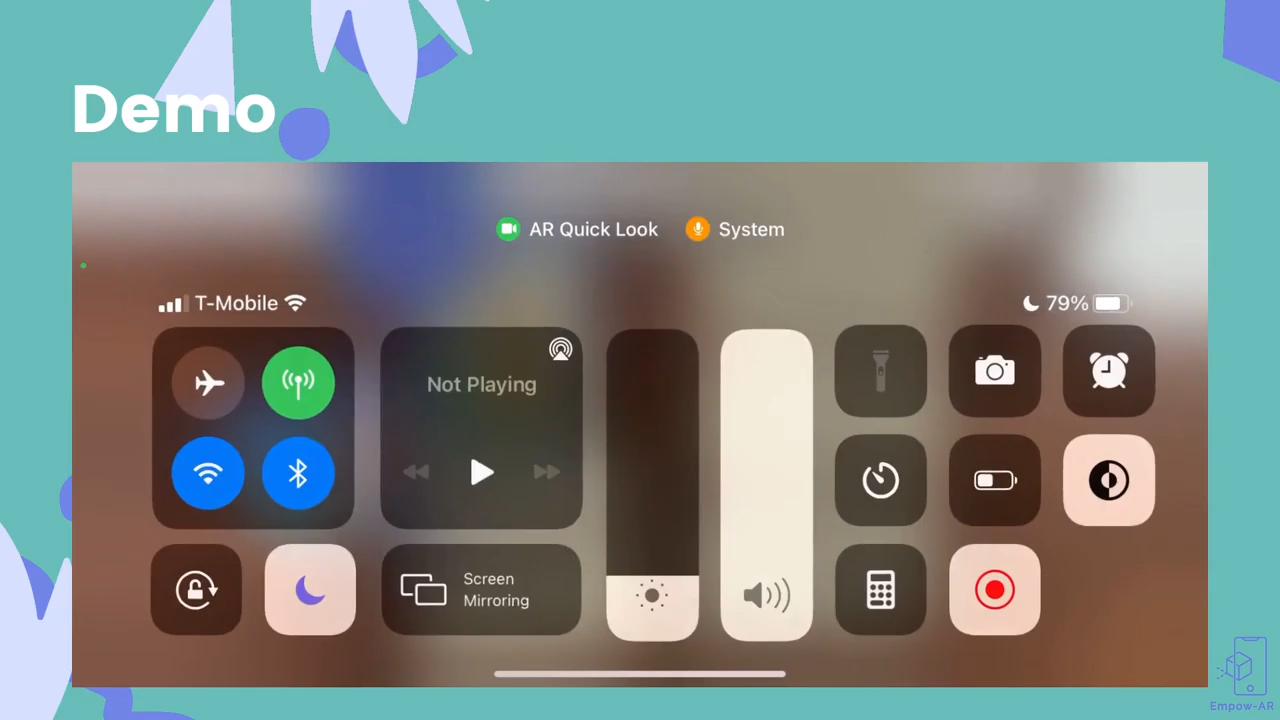 Demo
AR Quick Look System
T-Mobile 79%
Not Playing
Screen
Mirroring
Empow-AR